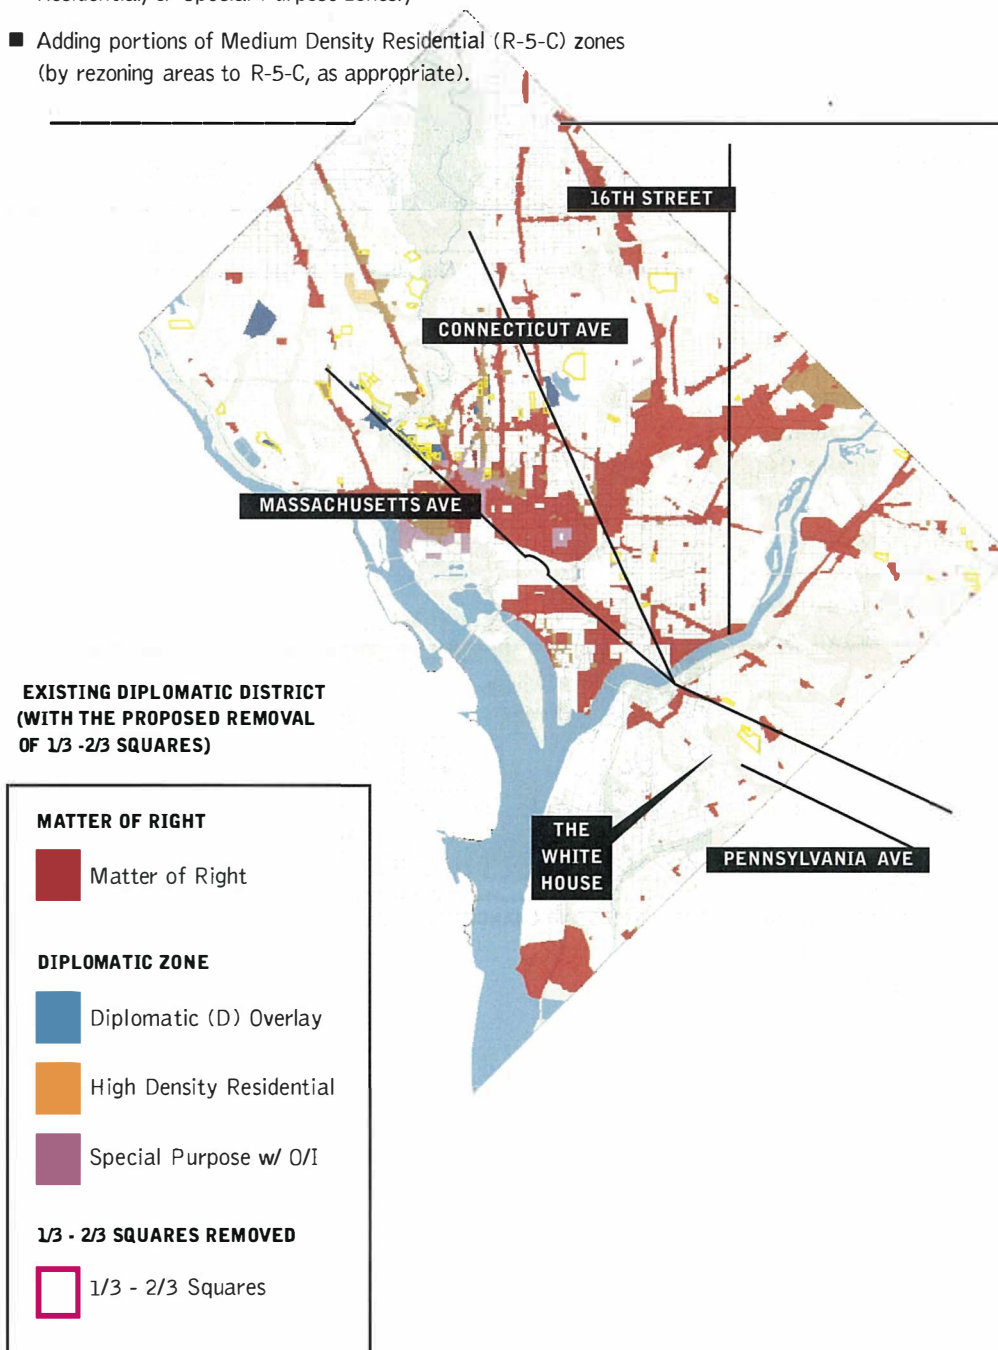 ■ Adding portions of Medium Density Residential (R-5-C) zones
(by rezoning areas to R-5-C, as appropriate).
16TH STREET
CONNECTICUT AVE
MASSACHUSETTS AVE
EXISTING DIPLOMATIC DISTRICT
(WITH THE PROPOSED REMOVAL
OF 1/3 -2/3 SQUARES)
THE
WHITE
HOUSE
PENNSYLVANIA AVE
MATTER OF RIGHT
Matter of Right
DIPLOMATIC ZONE
Diplomatic (D) Overlay
High Density Residential
Special Purpose w/ O/I
1/3 - 2/3 SQUARES REMOVED
1/3 - 2/3 Squares